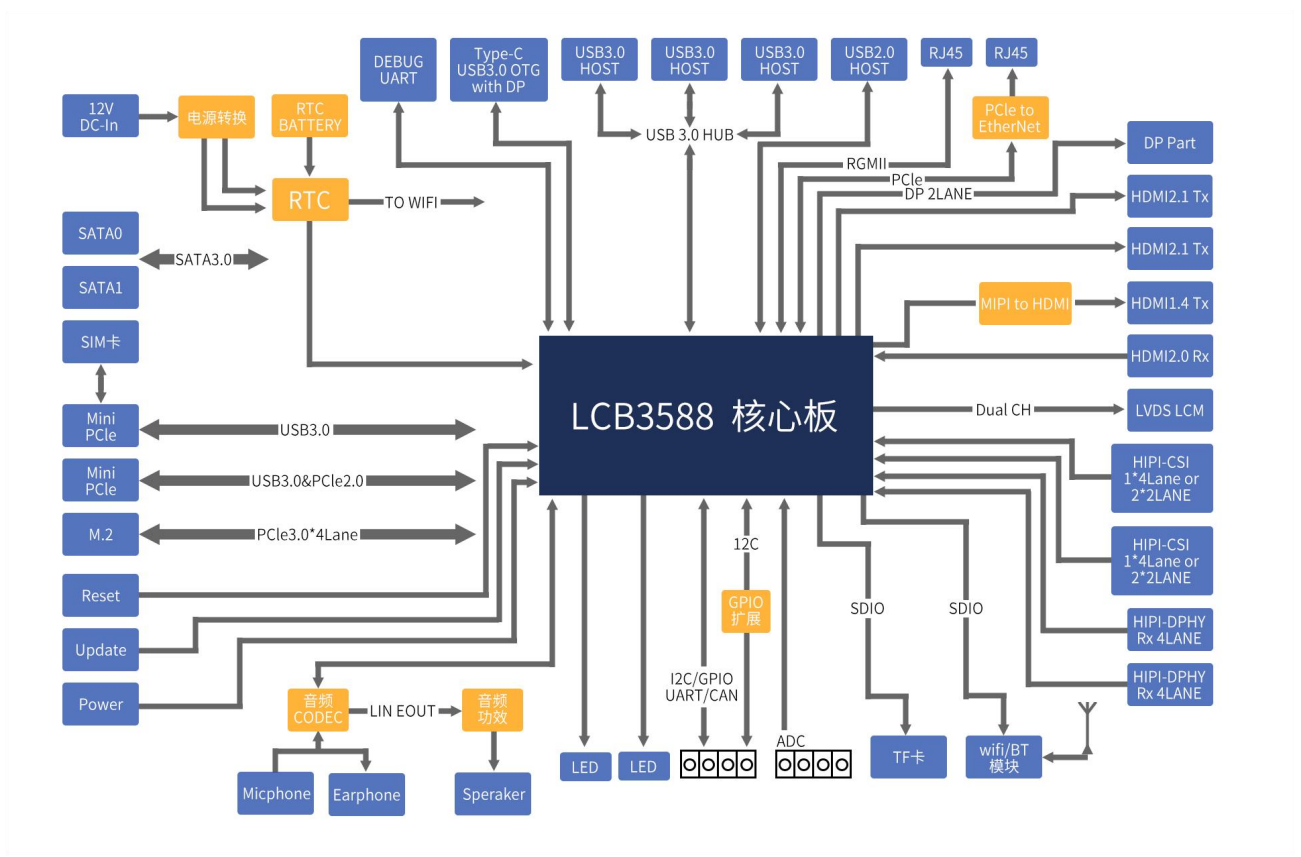 DEBUG
UART
Type-C
USB3.0 OTG
with DP
USB3.0
HOST
USB3.0
HOST
USB3.0
HOST
USB2.0
HOST
RJ45
RJ45
12V
DC-In
电源转换
RTC
BATTERY
USB 3.0 HUB
PCle to
EtherNet
DP Part
RGMII
PCle
DP 2LANE
RTC
TO WIFI
HDMI2.1 Tx
SATA0
SATA3.0
SATA1
HDMI2.1 Tx
MIPI to HDMI
HDMI1.4 Tx
SIM卡
HDMI2.0 Rx
LCB3588 核心板
Dual CH
LVDS LCM
Mini
PCle
USB3.0
Mini
PCle
USB3.0&PCle2.0
HIPI-CSI
1*4Lane or
2*2LANE
M.2
PCle3.0*4Lane
12C
HIPI-CSI
1*4Lane or
2*2LANE
Reset
GPIO
扩展
SDIO
SDIO
Update
HIPI-DPHY
Rx 4LANE
I2C/GPIO
UART/CAN
HIPI-DPHY
Rx 4LANE
Power
音频
CODEC
LIN EOUT
音频
功效
ADC
LED
LED
TF卡
wifi/BT
模块
Micphone
Earphone
Speraker